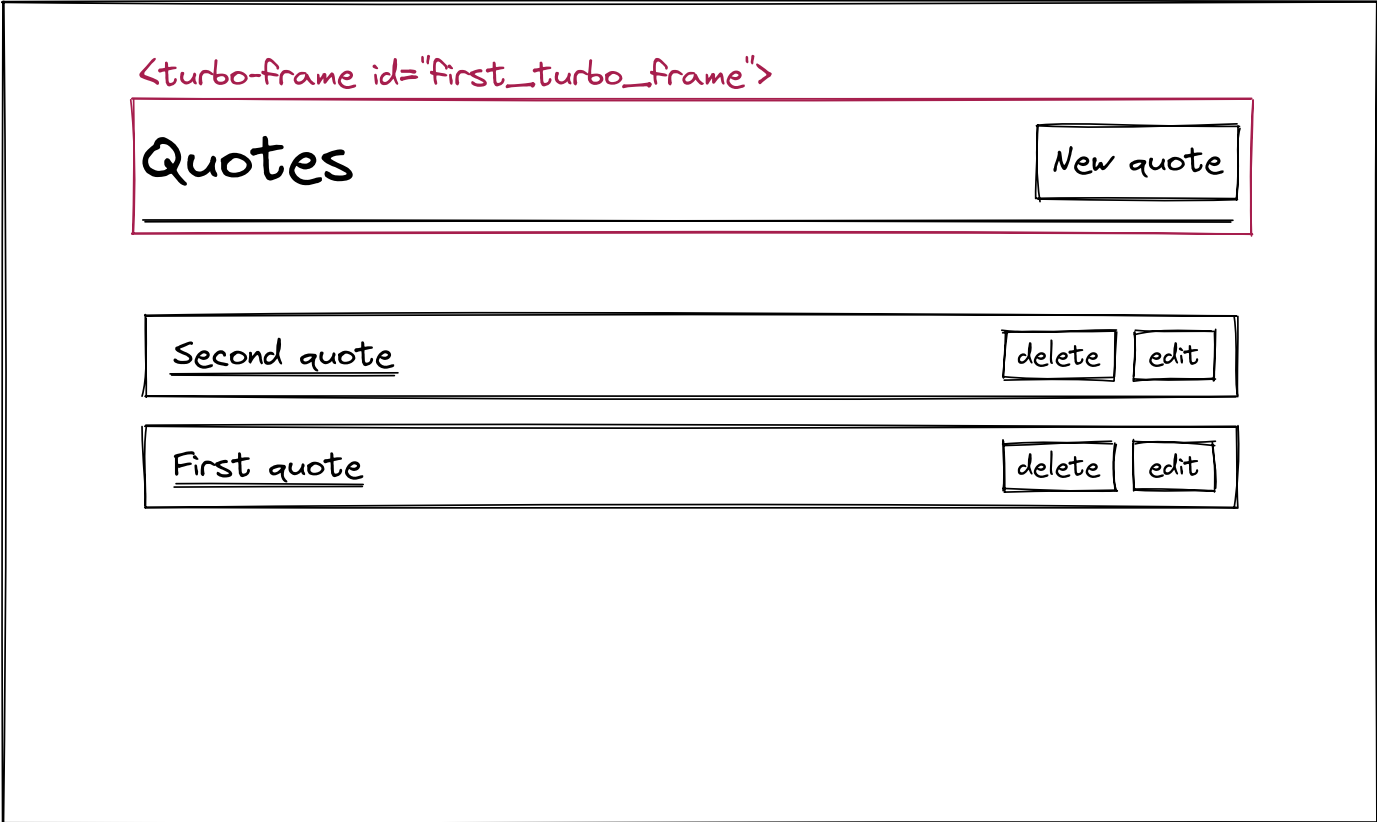 <turbo-frame id="first_turbo_frame">
Quotes
New quote
Second quote
delete
edit
First quote
delete
edit